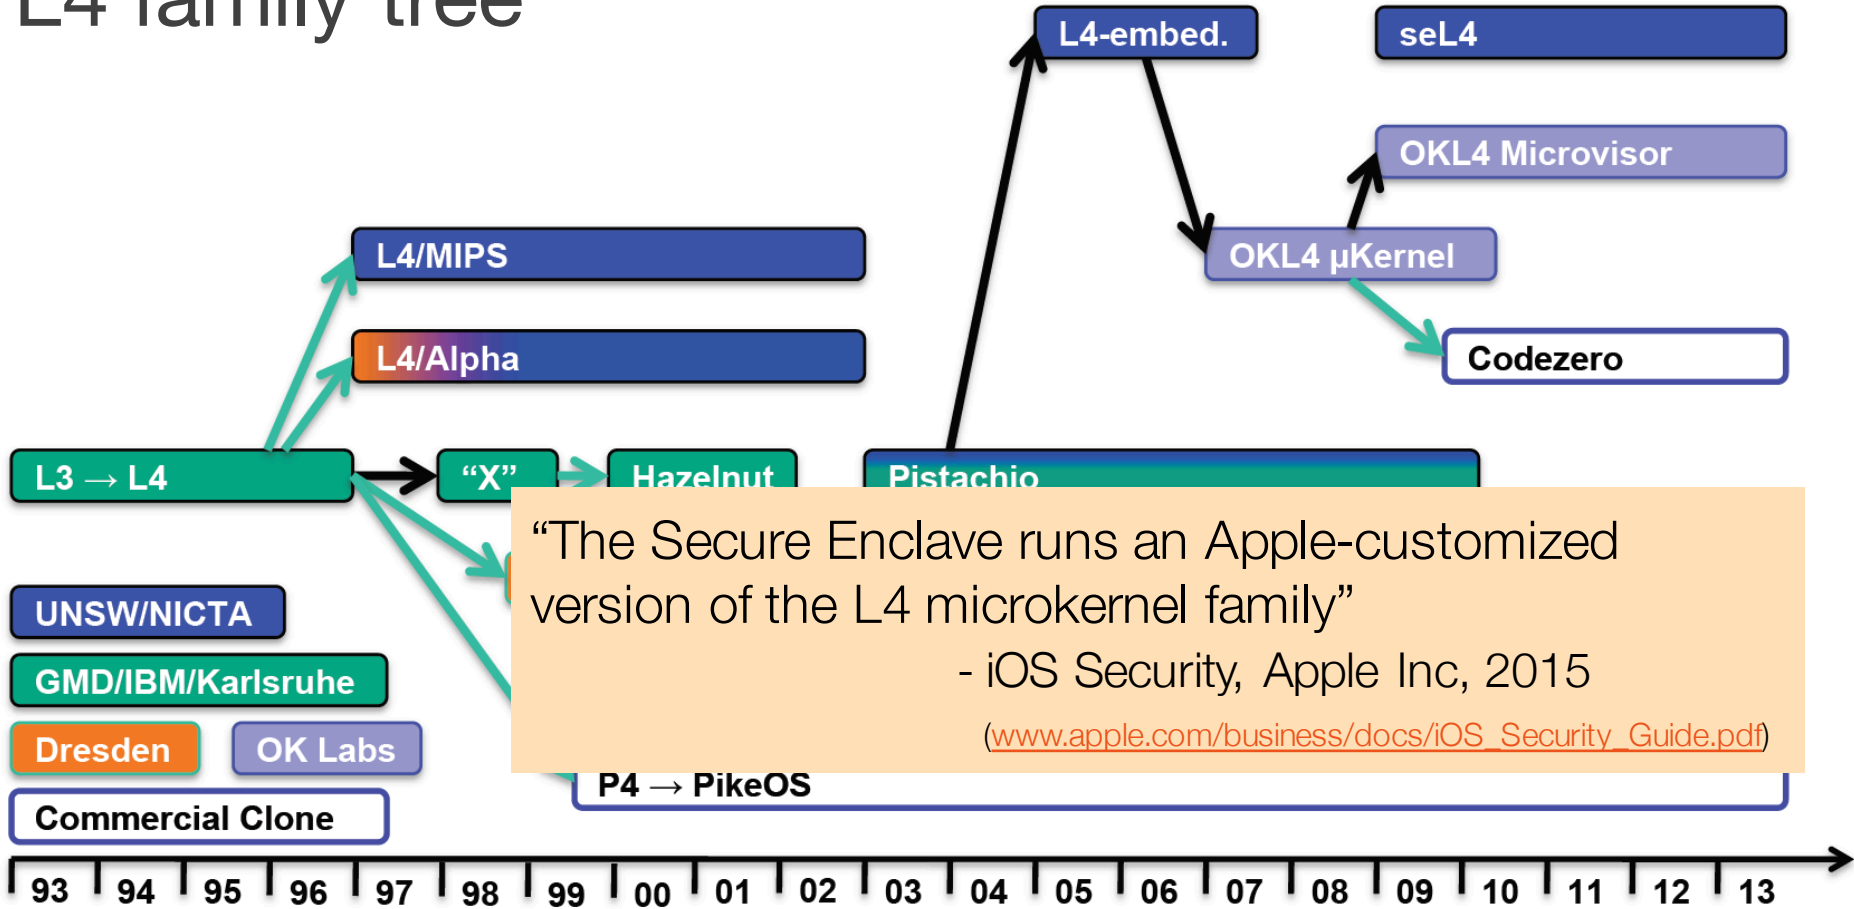 L4 family tree
L4-embed.
seL4
OKL4 Microvisor
L4/MIPS
OKL4 µKernel
L4/Alpha
Codezero
L3 → L4
“X”
Hazelnut
Pistachio
“The Secure Enclave runs an Apple-customized
version of the L4 microkernel family”
- iOS Security, Apple Inc, 2015
(www.apple.com/business/docs/iOS_Security_Guide.pdf)
UNSW/NICTA
GMD/IBM/Karlsruhe
Dresden
OK Labs
P4 → PikeOS
Commercial Clone
93 94 95 96 97 98 99 00 01 02 03 04 05 06 07 08 09 10 11 12 13